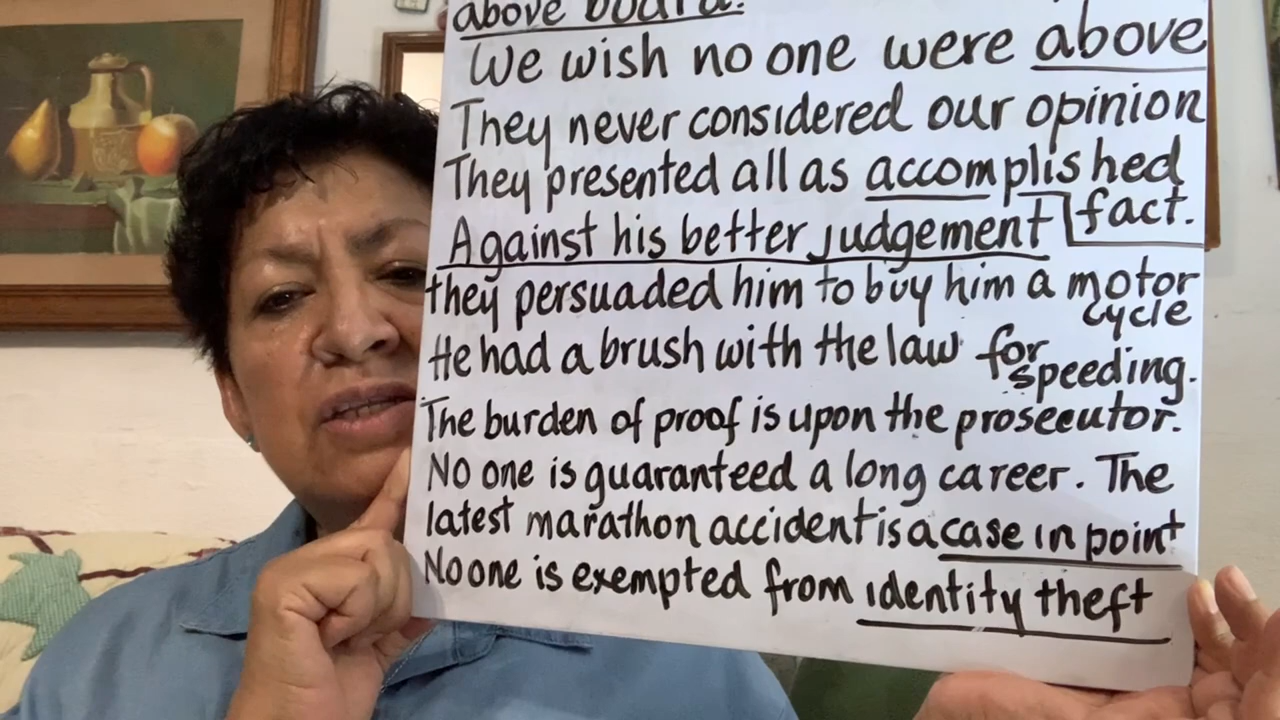 above board.
We wish no one were above
They never considered our opinion
They presented all as accomplished
fact.
Against his better judgement
they persuaded him to buy him a motor
cycle
He had a brush with the law for
speeding.
The burden of proof is upon the prosecutor.
No one is guaranteed a long career. The
latest marathon accident is a case in point
No one is exempted from identity theft